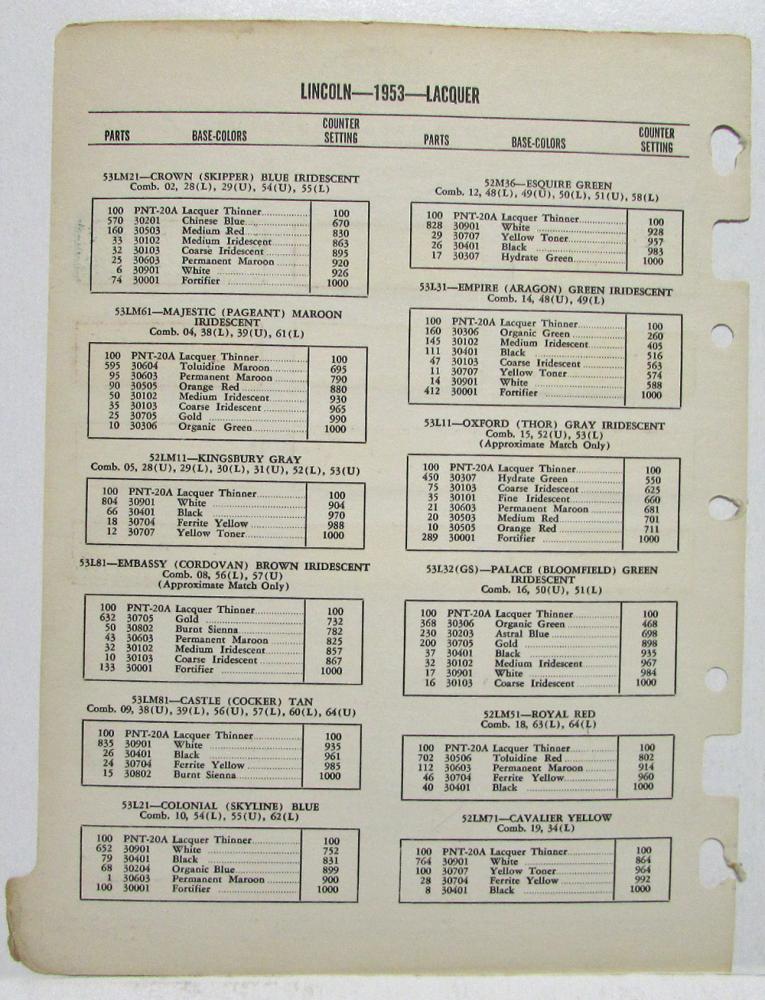 LINCOLN—1953—LACQUER
PARTS BASE-COLORS COUNTER SETTING
53LM21—CROWN (SKIPPER) BLUE IRIDESCENT
Comb. 02, 28(L), 29(U), 54(U), 55(L)
100 PNT-20A Lacquer Thinner 100
570 30201 Chinese Blue 670
160 30503 Medium Red 830
33 30102 Medium Iridescent 863
32 30103 Coarse Iridescent 895
25 30603 Permanent Maroon 920
6 30901 White 926
74 30001 Fortifier 1000
53LM61—MAJESTIC (PAGEANT) MAROON
IRIDESCENT
Comb. 04, 38(L), 39(U), 61(L)
100 PNT-20A Lacquer Thinner 100
595 30604 Toluidine Maroon 695
95 30603 Permanent Maroon 790
90 30505 Orange Red 880
50 30102 Medium Iridescent 930
35 30103 Coarse Iridescent 965
25 30705 Gold 990
10 30306 Organic Green 1000
52LM11—KINGSBURY GRAY
Comb. 05, 28(U), 29(L), 30(L), 31(U), 52(L), 53(U)
100 PNT-20A Lacquer Thinner 100
804 30901 White 904
66 30401 Black 970
18 30704 Ferrite Yellow 988
12 30707 Yellow Toner 1000
53L81—EMBASSY (CORDOVAN) BROWN IRIDESCENT
Comb. 08, 56(L), 57(U)
(Approximate Match Only)
100 PNT-20A Lacquer Thinner 100
632 30705 Gold 732
50 30802 Burnt Sienna 782
43 30603 Permanent Maroon 825
32 30102 Medium Iridescent 857
10 30103 Coarse Iridescent 867
133 30001 Fortifier 1000
53LM81—CASTLE (COCKER) TAN
Comb. 09, 38(U), 39(L), 56(U), 57(L), 60(L), 64(U)
100 PNT-20A Lacquer Thinner 100
835 30901 White 935
26 30401 Black 961
24 30704 Ferrite Yellow 985
15 30802 Burnt Sienna 1000
53L21—COLONIAL (SKYLINE) BLUE
Comb. 10, 54(L), 55(U), 62(L)
100 PNT-20A Lacquer Thinner 100
652 30901 White 752
79 30401 Black 831
68 30204 Organic Blue 899
1 30603 Permanent Maroon 900
100 30001 Fortifier 1000
PARTS BASE-COLORS COUNTER SETTING
52M36—ESQUIRE GREEN
Comb. 12, 48(L), 49(U), 50(L), 51(U), 58(L)
100 PNT-20A Lacquer Thinner 100
828 30901 White 928
29 30707 Yellow Toner 957
26 30401 Black 983
17 30307 Hydrate Green 1000
53L31—EMPIRE (ARAGON) GREEN IRIDESCENT
Comb. 14, 48(U), 49(L)
100 PNT-20A Lacquer Thinner 100
160 30306 Organic Green 260
145 30102 Medium Iridescent 405
111 30401 Black 516
47 30103 Coarse Iridescent 563
11 30707 Yellow Toner 574
14 30901 White 588
412 30001 Fortifier 1000
53L11—OXFORD (THOR) GRAY IRIDESCENT
Comb. 15, 52(U), 53(L)
(Approximate Match Only)
100 PNT-20A Lacquer Thinner 100
450 30307 Hydrate Green 550
75 30103 Coarse Iridescent 625
35 30101 Fine Iridescent 660
21 30603 Permanent Maroon 681
20 30503 Medium Red 701
10 30505 Orange Red 711
289 30001 Fortifier 1000
53L32(GS)—PALACE (BLOOMFIELD) GREEN
IRIDESCENT
Comb. 16, 50(U), 51(L)
100 PNT-20A Lacquer Thinner 100
368 30306 Organic Green 468
230 30203 Astral Blue 698
200 30705 Gold 898
37 30401 Black 935
32 30102 Medium Iridescent 967
17 30901 White 984
16 30103 Coarse Iridescent 1000
52LM51—ROYAL RED
Comb. 18, 63(L), 64(L)
100 PNT-20A Lacquer Thinner 100
702 30506 Toluidine Red 802
112 30603 Permanent Maroon 914
46 30704 Ferrite Yellow 960
40 30401 Black 1000
52LM71—CAVALIER YELLOW
Comb. 19, 34(L)
100 PNT-20A Lacquer Thinner 100
764 30901 White 864
100 30707 Yellow Toner 964
28 30704 Ferrite Yellow 992
8 30401 Black 1000